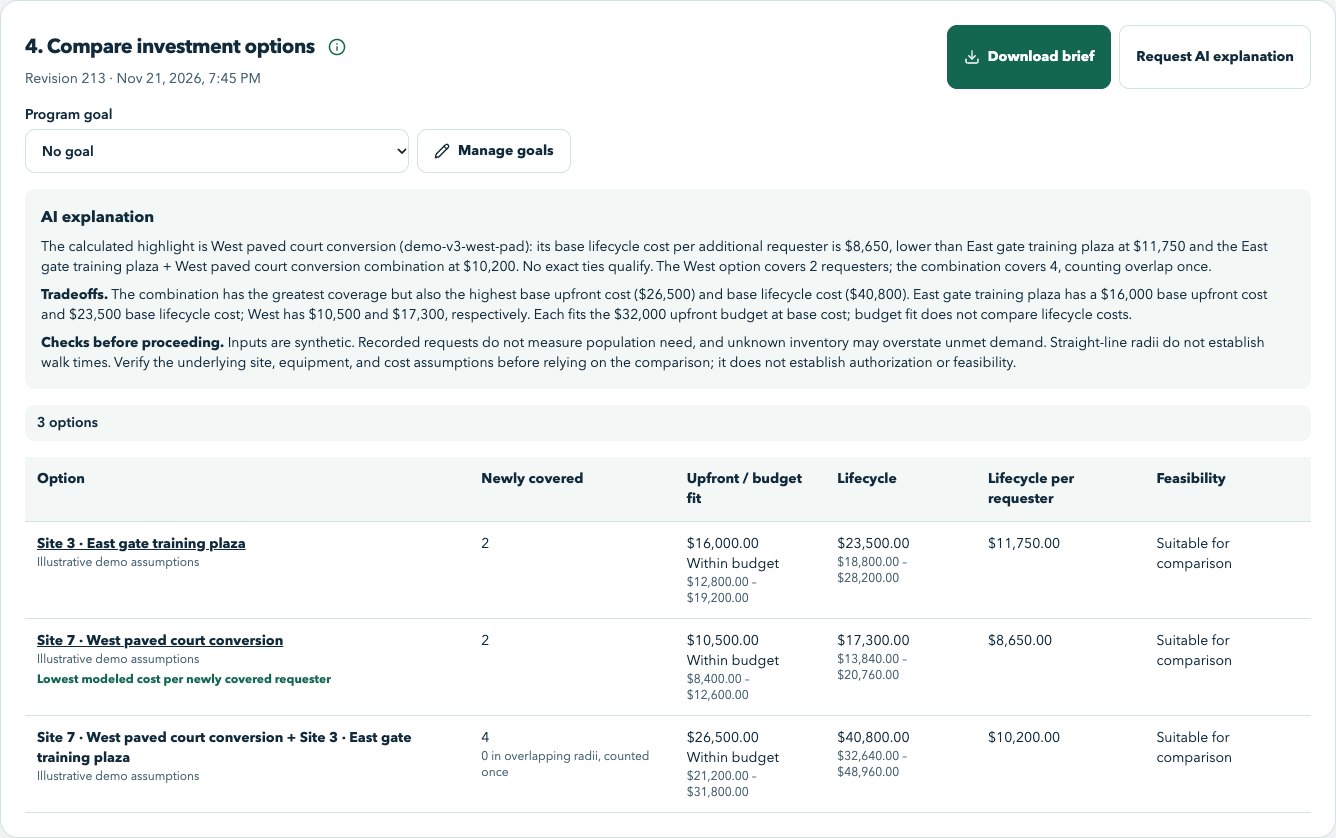 4. Compare investment options
Revision 213 · Nov 21, 2026, 7:45 PM
Download brief
Request AI explanation
Program goal
No goal
Manage goals
AI explanation
The calculated highlight is West paved court conversion (demo-v3-west-pad): its base lifecycle cost per additional requester is $8,650, lower than East gate training plaza at $11,750 and the East
gate training plaza + West paved court conversion combination at $10,200. No exact ties qualify. The West option covers 2 requesters; the combination covers 4, counting overlap once.
Tradeoffs. The combination has the greatest coverage but also the highest base upfront cost ($26,500) and base lifecycle cost ($40,800). East gate training plaza has a $16,000 base upfront cost
and $23,500 base lifecycle cost; West has $10,500 and $17,300, respectively. Each fits the $32,000 upfront budget at base cost; budget fit does not compare lifecycle costs.
Checks before proceeding. Inputs are synthetic. Recorded requests do not measure population need, and unknown inventory may overstate unmet demand. Straight-line radii do not establish
walk times. Verify the underlying site, equipment, and cost assumptions before relying on the comparison; it does not establish authorization or feasibility.
3 options
Option
Newly covered
Upfront / budget
fit
Lifecycle
Lifecycle per
requester
Feasibility
Site 3 · East gate training plaza
Illustrative demo assumptions
2
$16,000.00
Within budget
$12,800.00 –
$19,200.00
$23,500.00
$18,800.00 –
$28,200.00
$11,750.00
Suitable for
comparison
Site 7 · West paved court conversion
Illustrative demo assumptions
Lowest modeled cost per newly covered requester
2
$10,500.00
Within budget
$8,400.00 –
$12,600.00
$17,300.00
$13,840.00 –
$20,760.00
$8,650.00
Suitable for
comparison
Site 7 · West paved court conversion + Site 3 · East gate
training plaza
Illustrative demo assumptions
4
0 in overlapping radii, counted
once
$26,500.00
Within budget
$21,200.00 –
$31,800.00
$40,800.00
$32,640.00 –
$48,960.00
$10,200.00
Suitable for
comparison